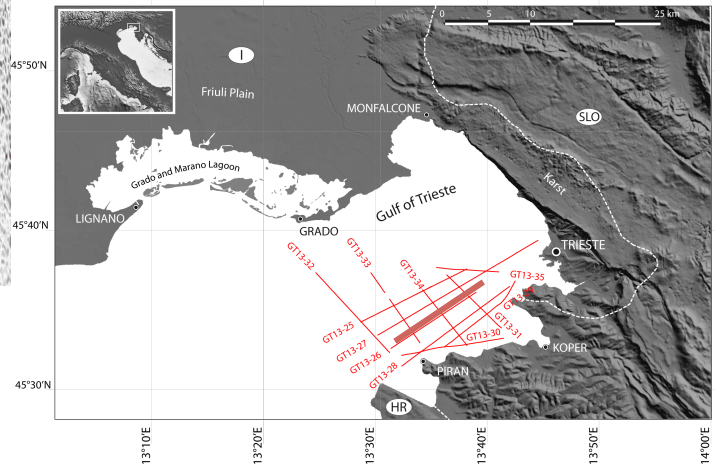 0 5 10 25 km
45°50'N
I
Friuli Plain
MONFALCONE
SLO
Grado and Marano Lagoon
Karst
Gulf of Trieste
LIGNANO
45°40'N
GRADO
TRIESTE
GT13-32
GT13-33
GT13-34
GT13-35
GT13-25
GT13-27
GT13-31
GT13-30
GT13-26
GT13-28
KOPER
PIRAN
45°30'N
HR
13°10'E
13°20'E
13°30'E
13°40'E
13°50'E
14°00'E